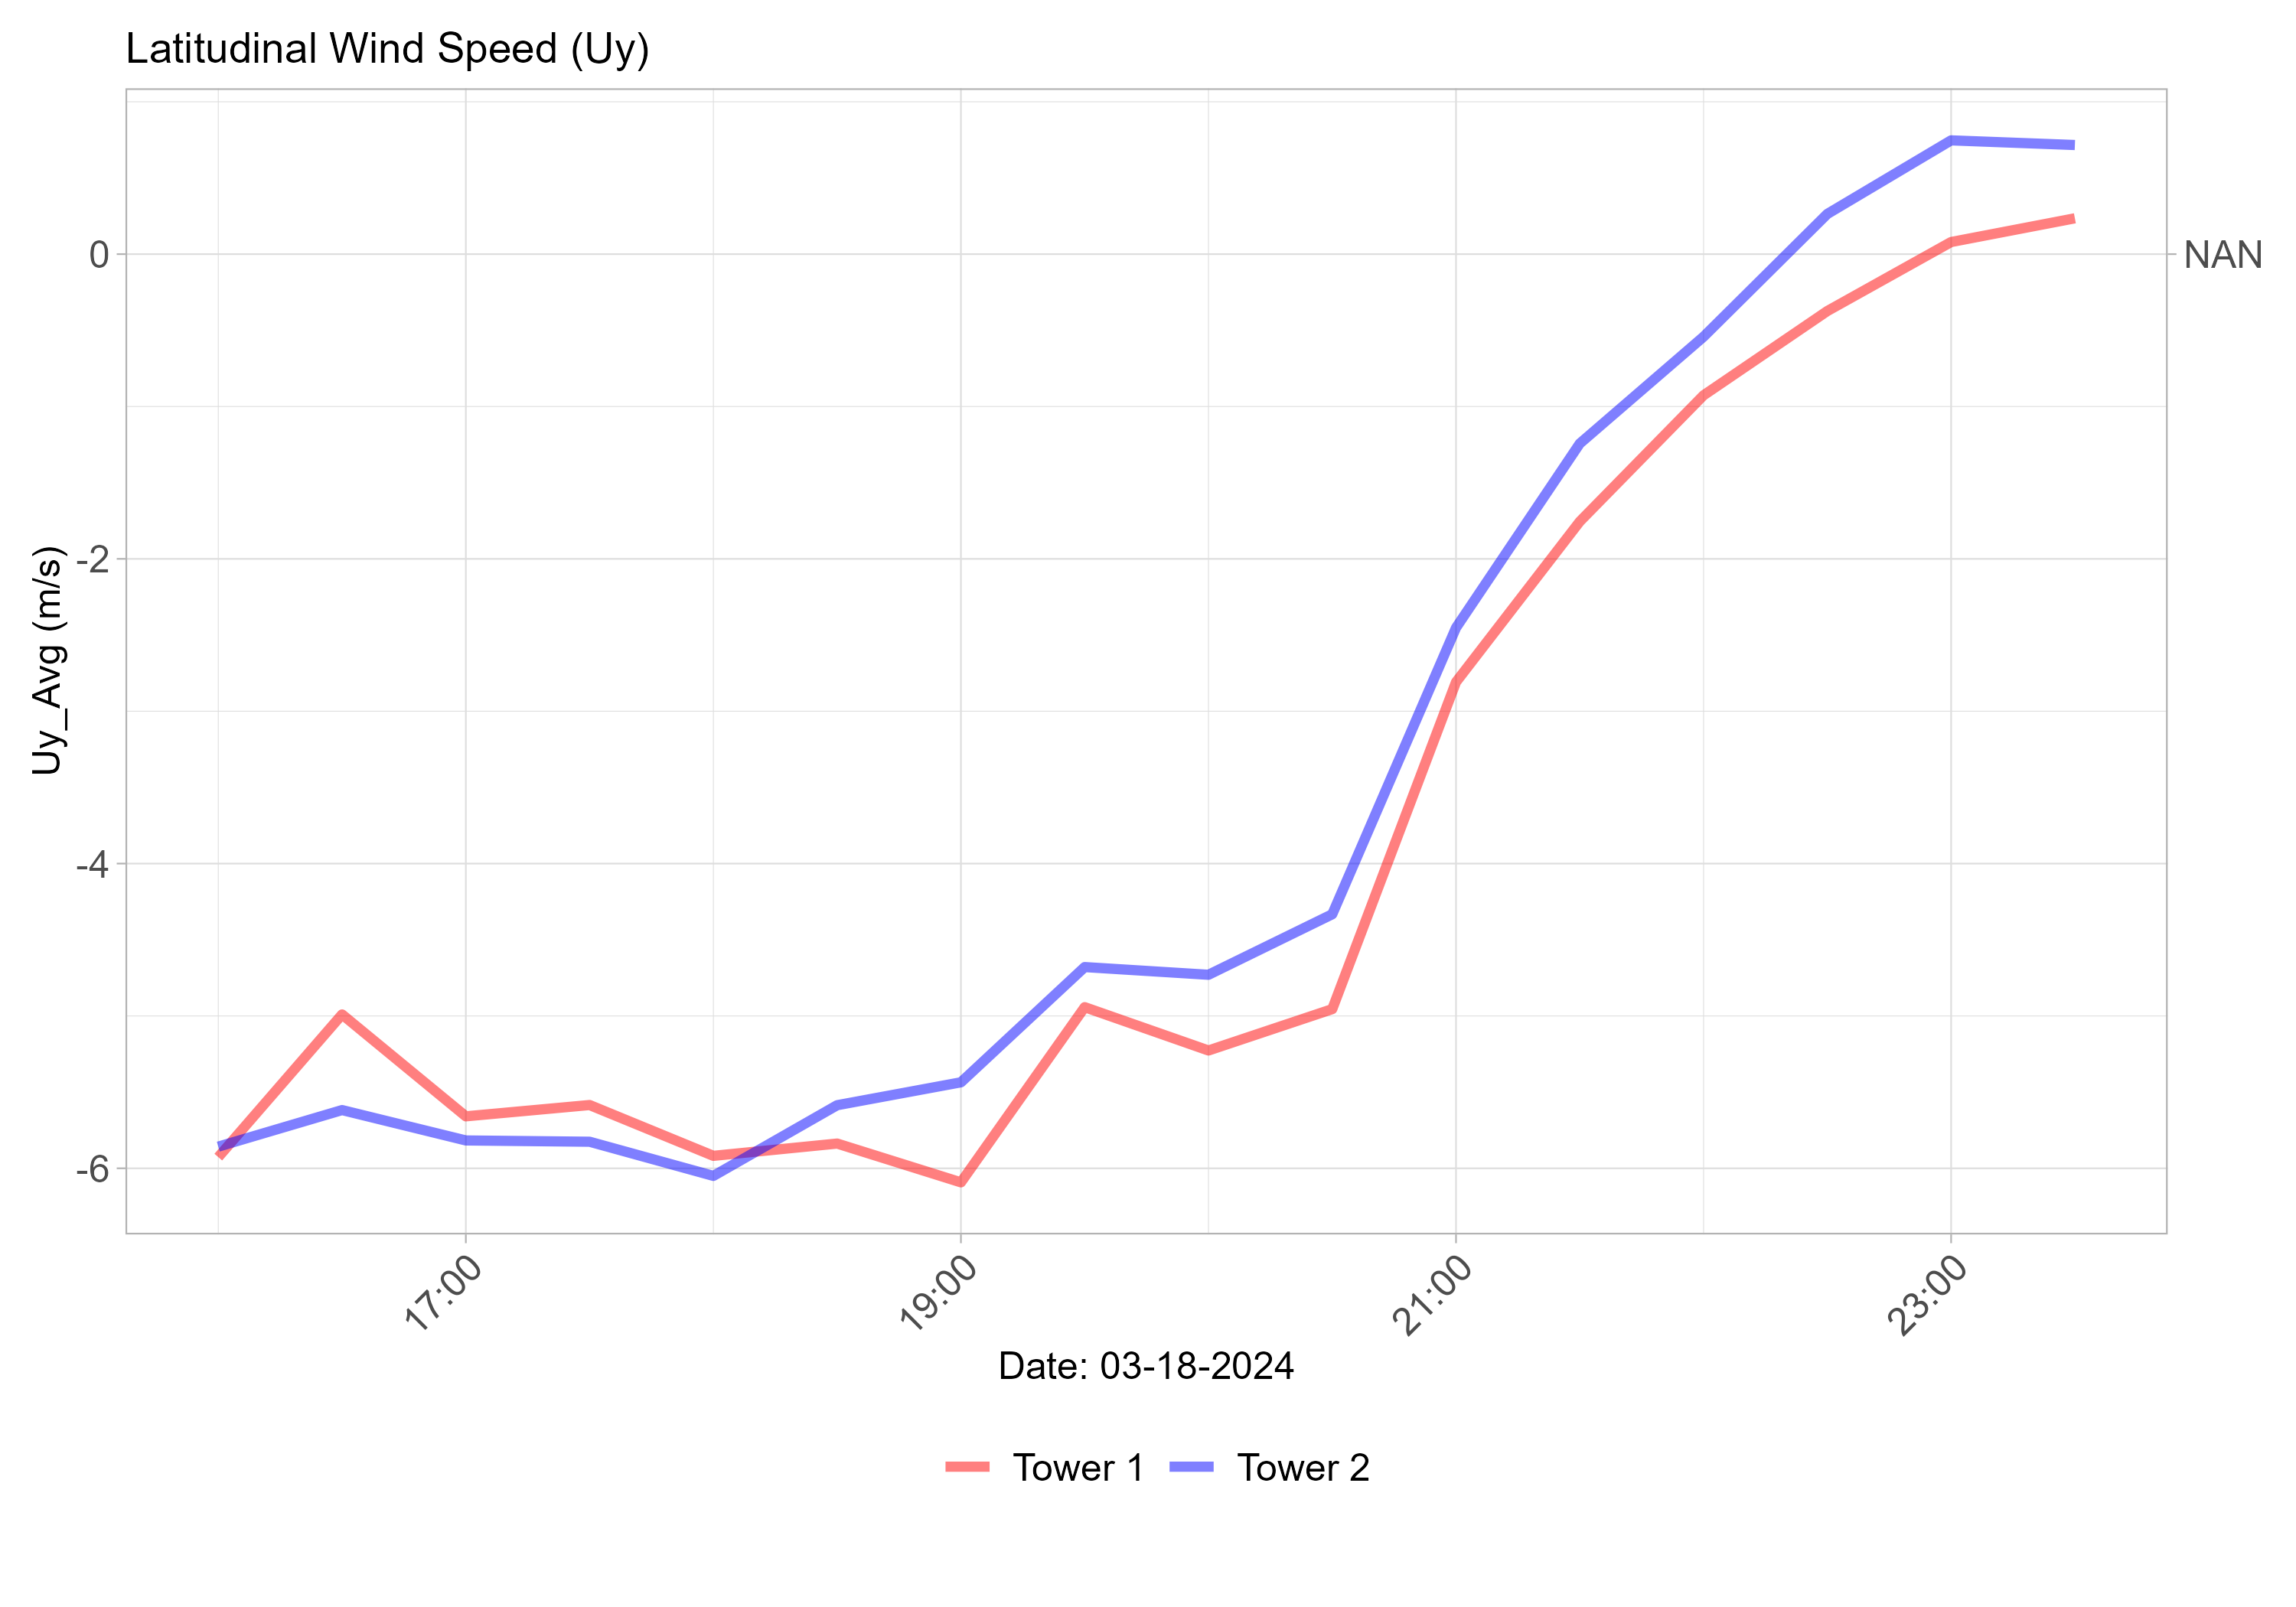 Latitudinal Wind Speed (Uy)
Uy_Avg (m/s)
0
-2
-4
-6
NAN
17:00
19:00
21:00
23:00
Date: 03-18-2024
Tower 1
Tower 2